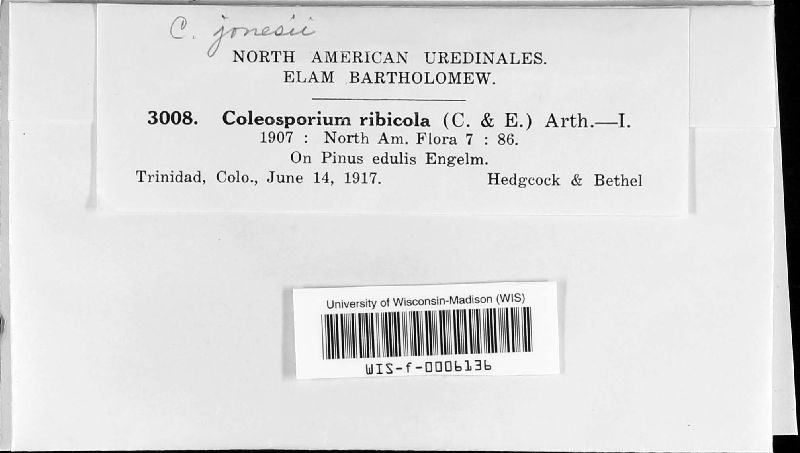 C. jonesii
NORTH AMERICAN UREDINALES.
ELAM BARTHOLOMEW.
3008. Coleosporium ribicola (C. & E.) Arth.—I.
1907 : North Am. Flora 7 : 86.
On Pinus edulis Engelm.
Trinidad, Colo., June 14, 1917. Hedgcock & Bethel
University of Wisconsin-Madison (WIS)
WIS-f-0006136